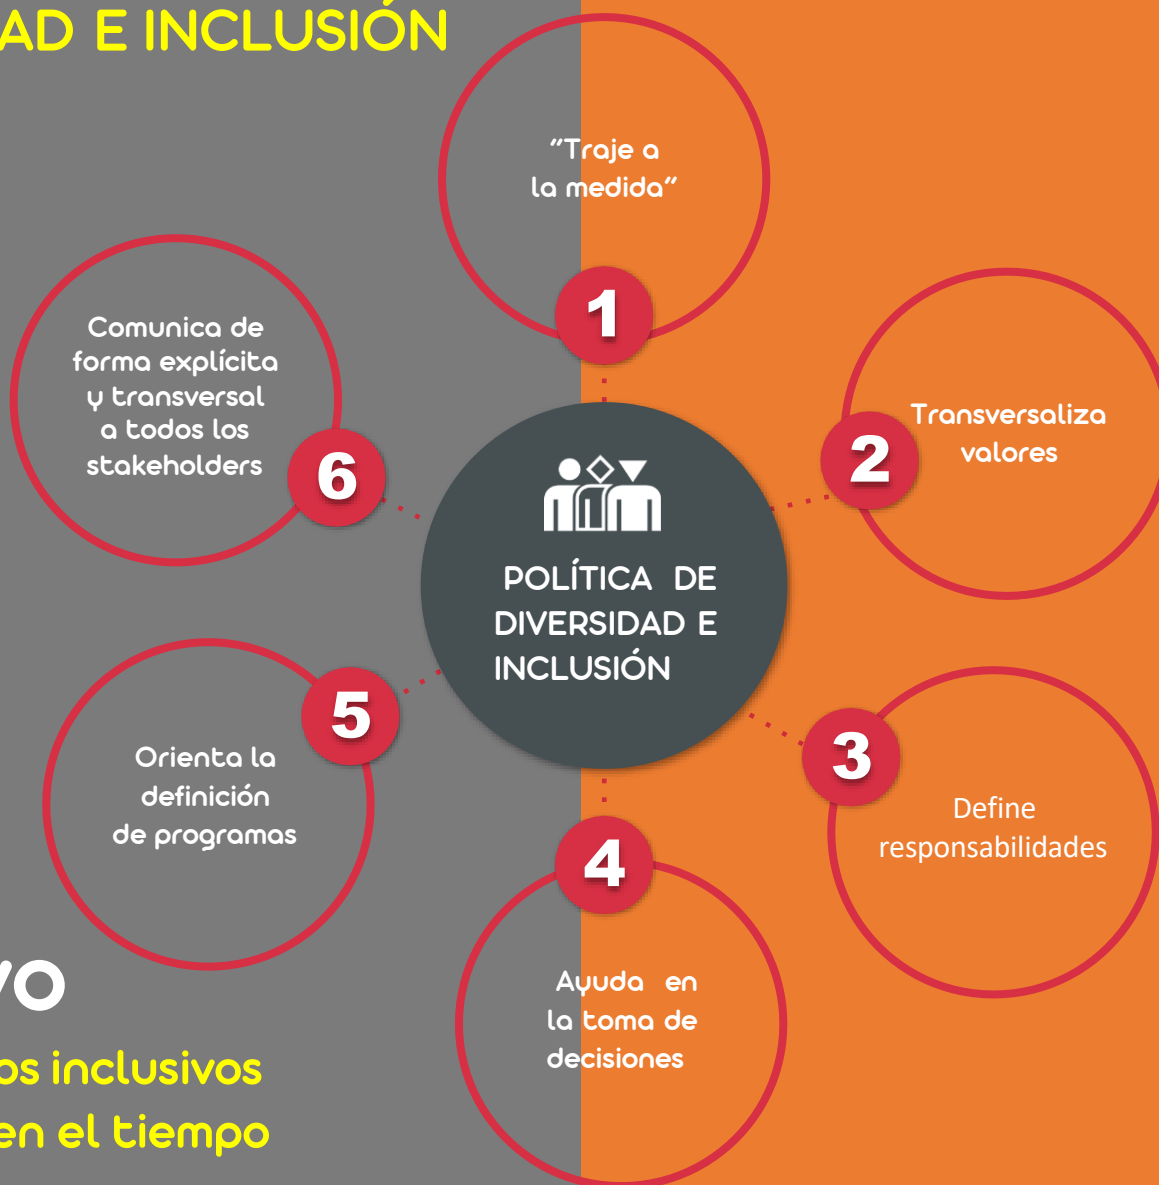 AD E INCLUSIÓN
“Traje a
la medida”
1
Transversaliza
valores
2
Define
responsabilidades
3
Ayuda en
la toma de
decisiones
4
Orienta la
definición
de programas
5
Comunica de
forma explícita
y transversal
a todos los
stakeholders
6
POLÍTICA DE
DIVERSIDAD E
INCLUSIÓN
VO
os inclusivos
en el tiempo